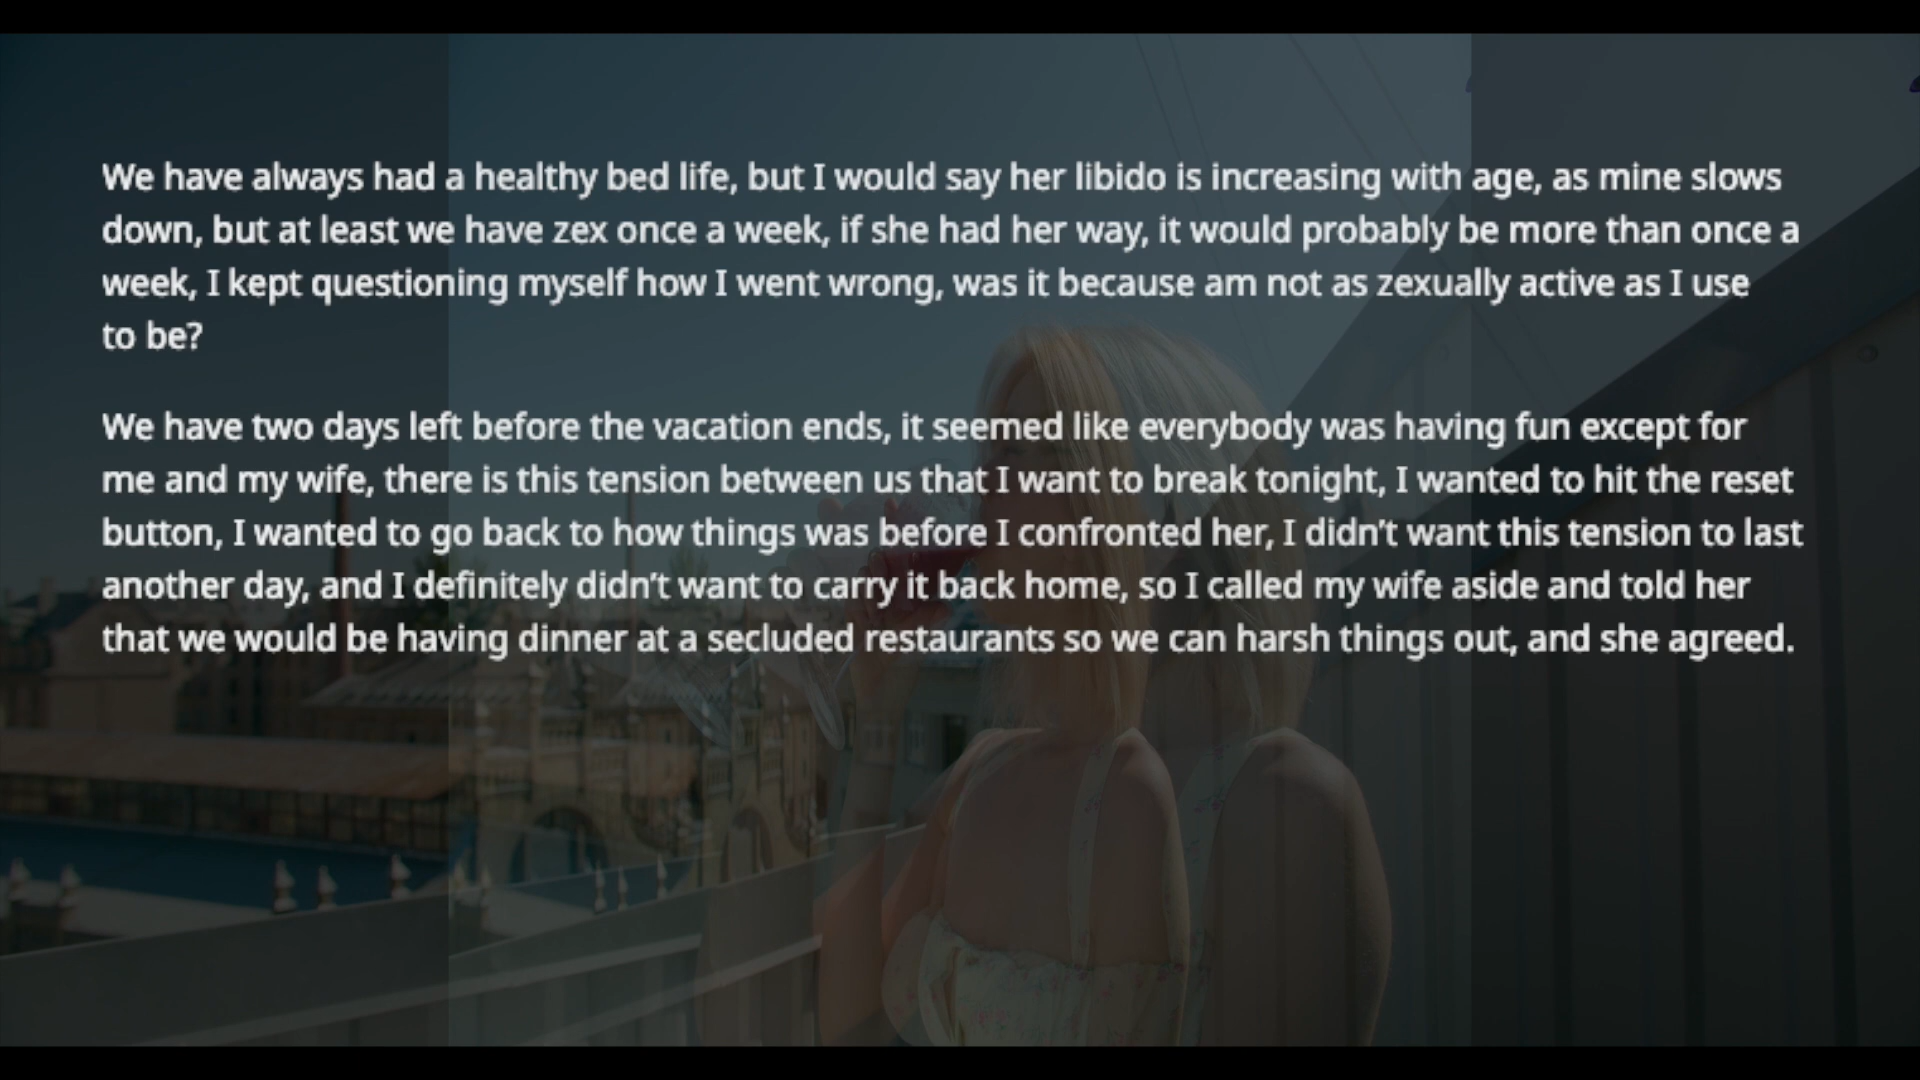 We have always had a healthy bed life, but I would say her libido is increasing with age, as mine slows
down, but at least we have zex once a week, if she had her way, it would probably be more than once a
week, I kept questioning myself how I went wrong, was it because am not as zexually active as I use
to be?
We have two days left before the vacation ends, it seemed like everybody was having fun except for
me and my wife, there is this tension between us that I want to break tonight, I wanted to hit the reset
button, I wanted to go back to how things was before I confronted her, I didn’t want this tension to last
another day, and I definitely didn’t want to carry it back home, so I called my wife aside and told her
that we would be having dinner at a secluded restaurants so we can harsh things out, and she agreed.